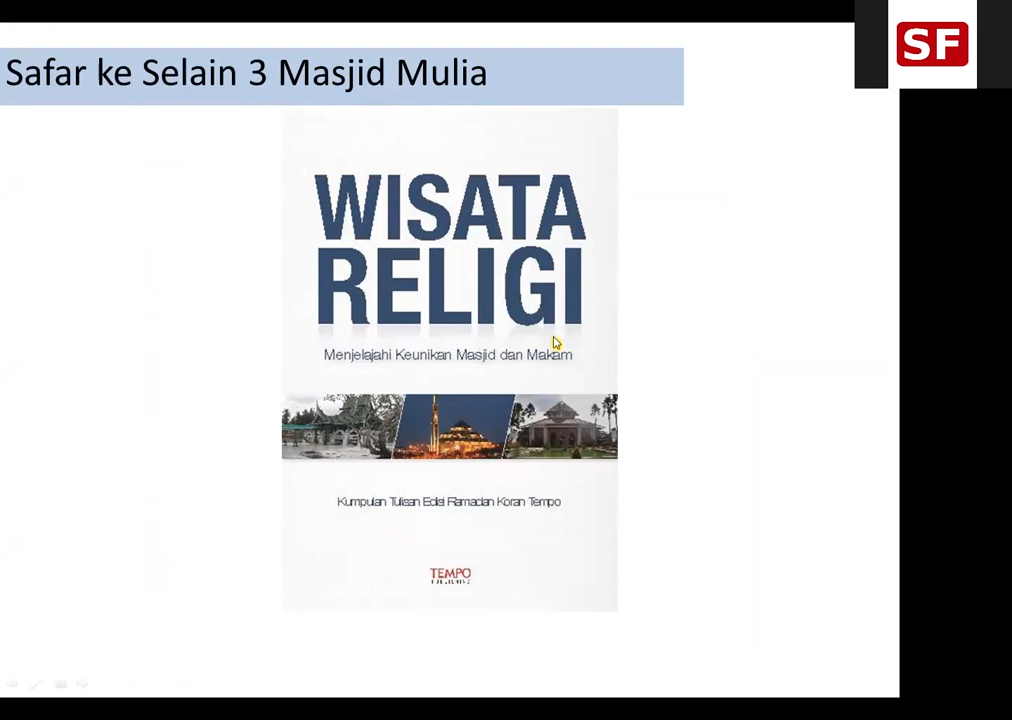 SF
Safar ke Selain 3 Masjid Mulia
WISATA
RELIGI
Menjelajahi Keunikan Masjid dan Makam
Kumpulan Tulisan Edisi Ramadan Koran Tempo
TEMPO